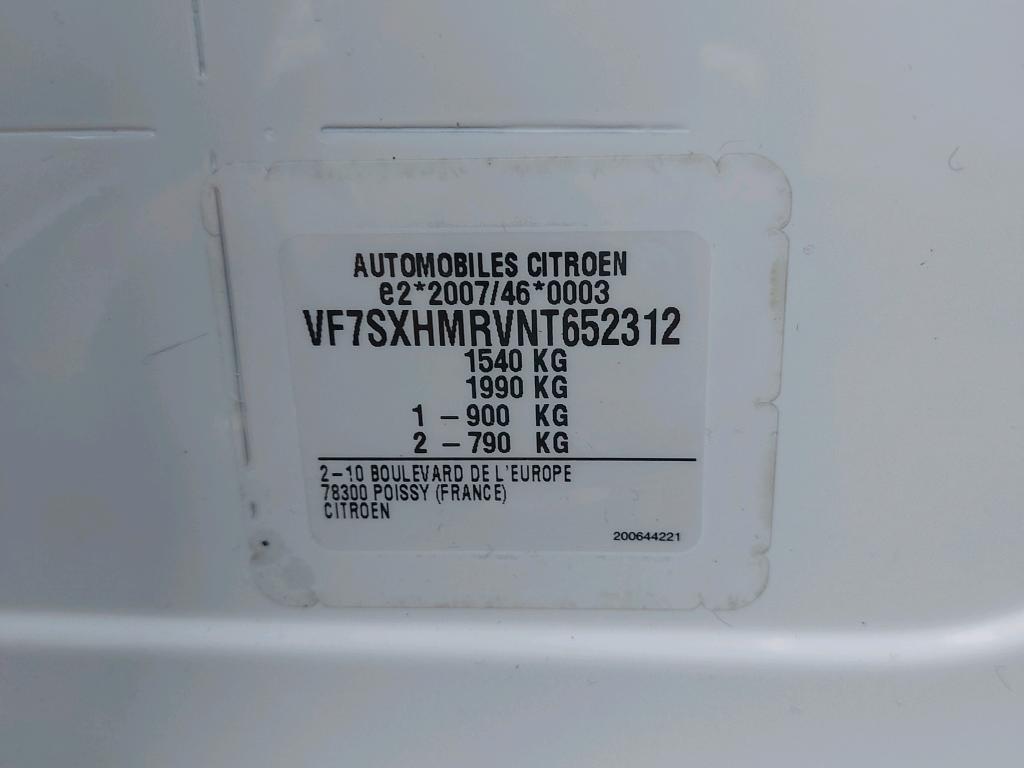 AUTOMOBILES CITROEN
e2*2007/46*0003
VF7SXHMRVNT652312
1540 KG
1990 KG
1 - 900 KG
2 - 790 KG
2-10 BOULEVARD DE L'EUROPE
78300 POISSY (FRANCE)
CITROEN
200644221